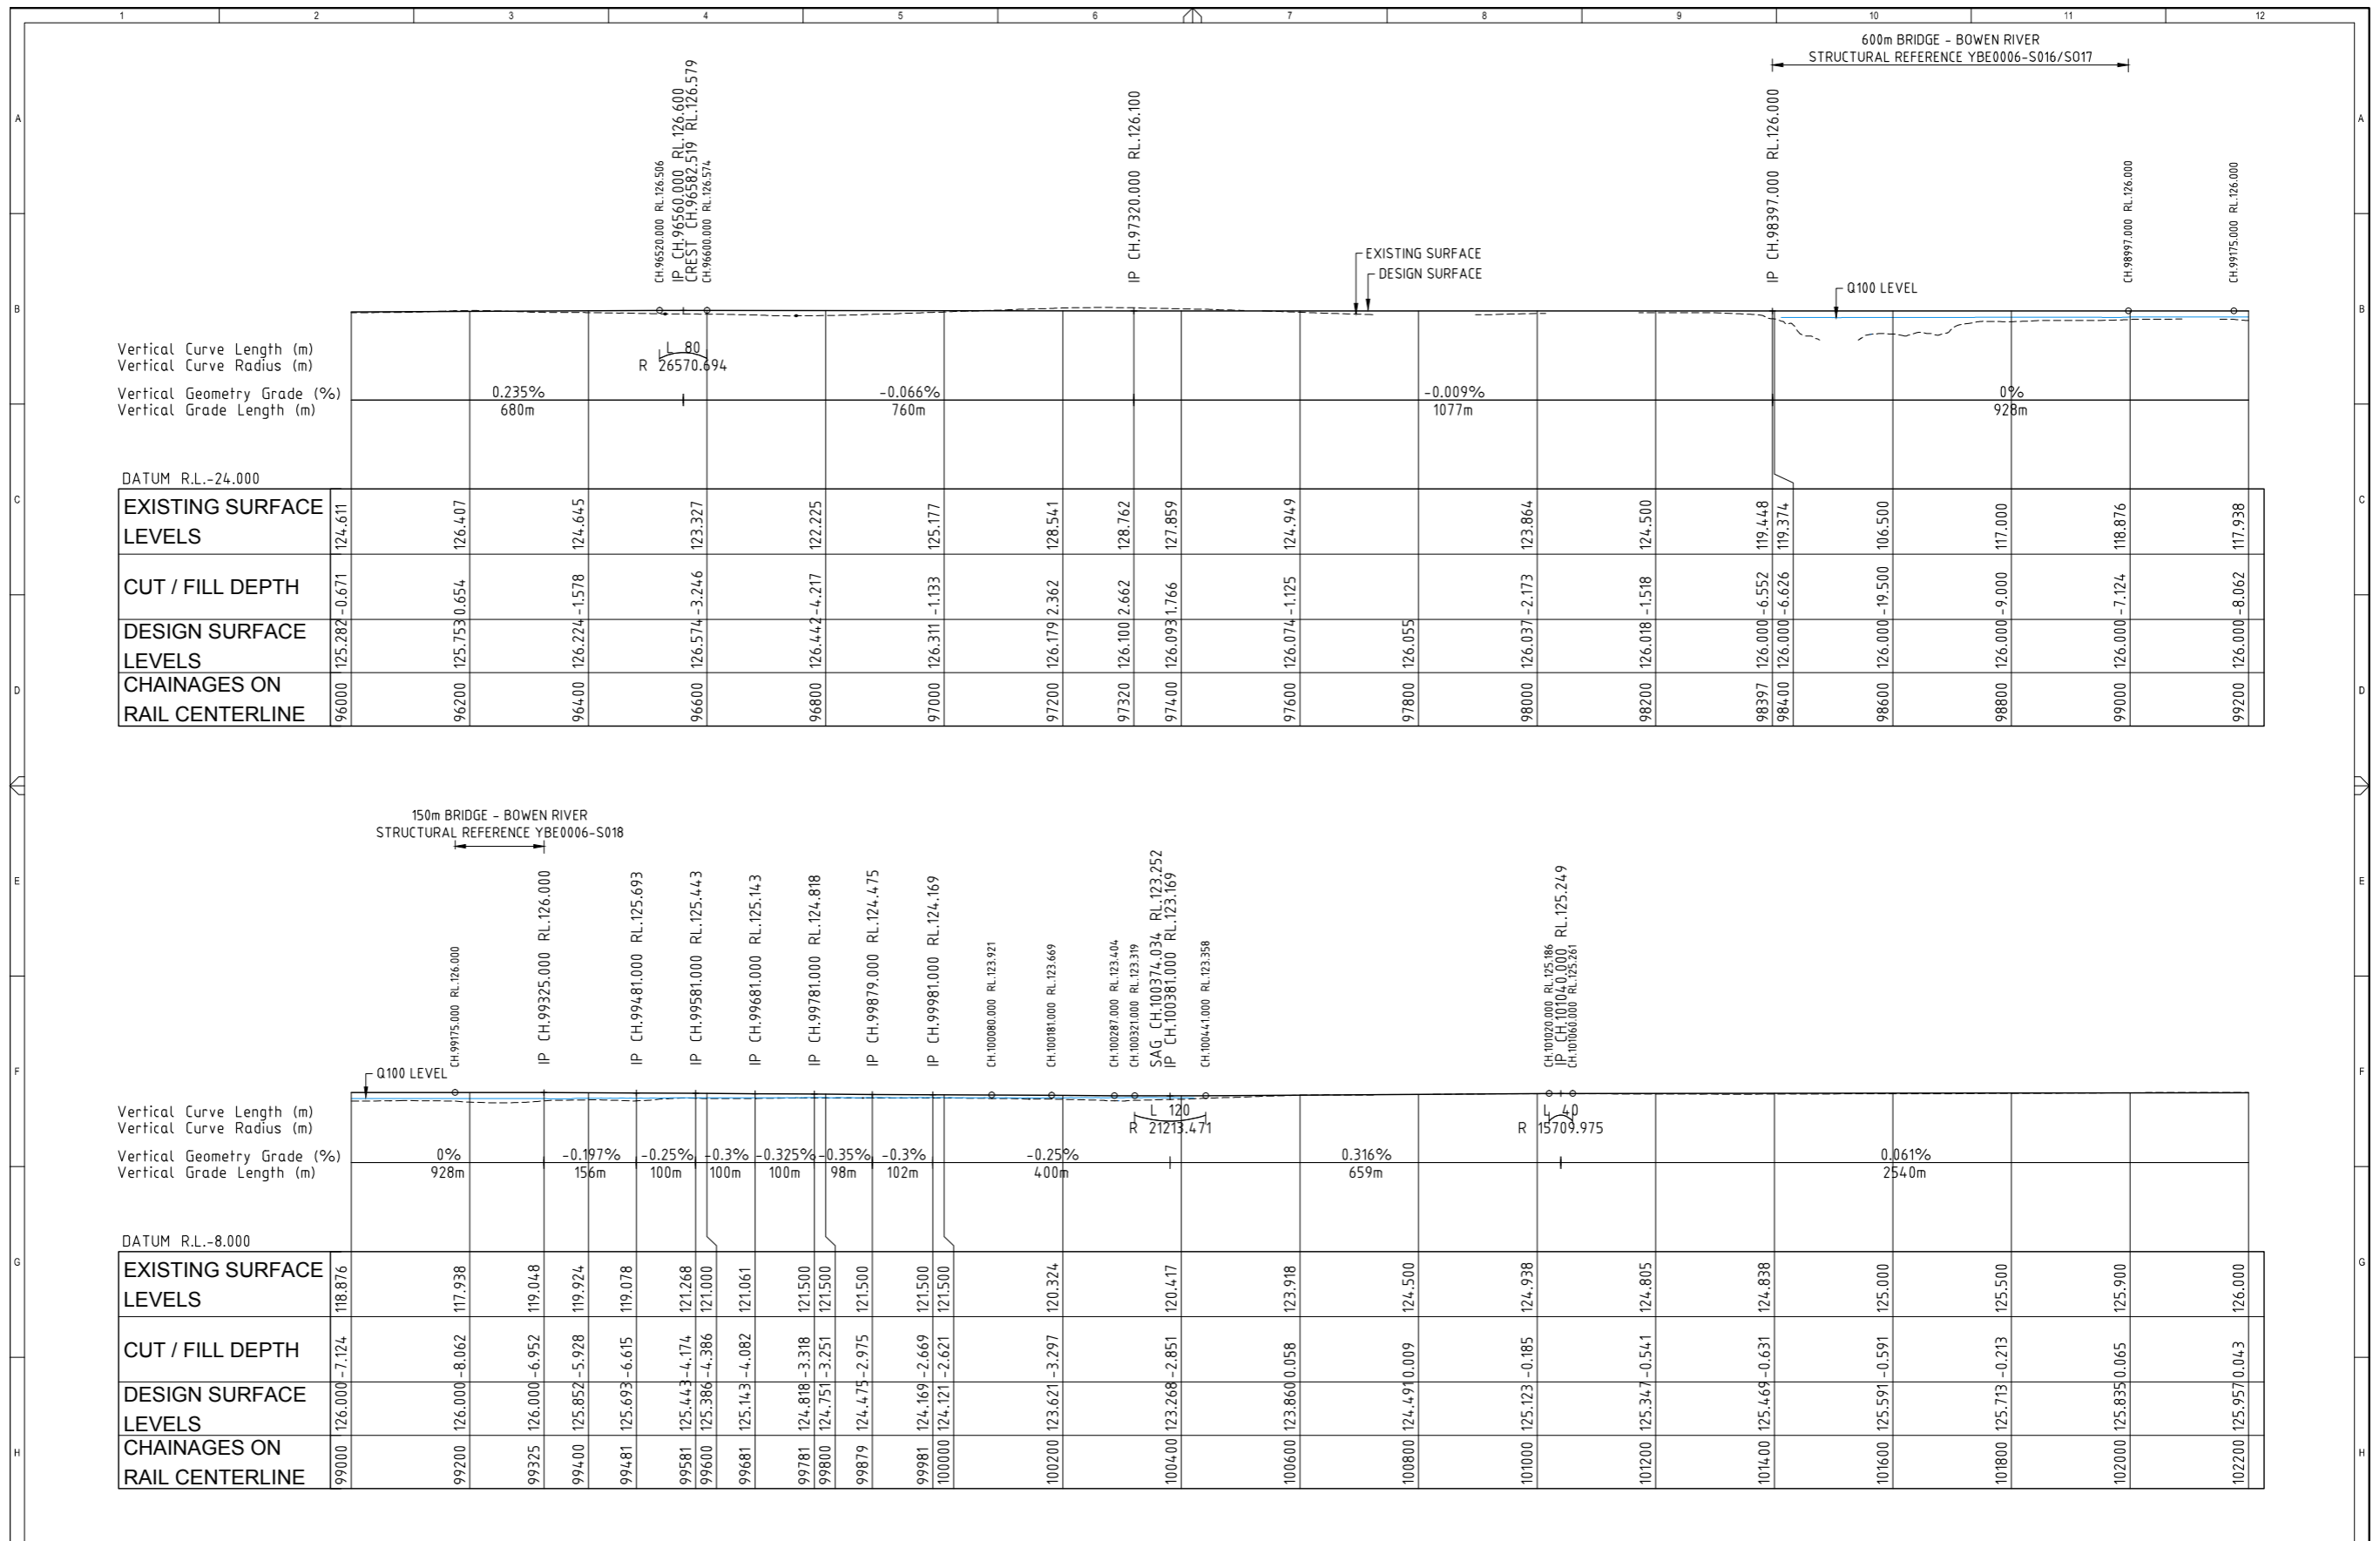 1 2 3 4 5 6 7 8 9 10 11 12
600m BRIDGE - BOWEN RIVER
STRUCTURAL REFERENCE YBE0006-S016/S017
A A
CH.96520.000 RL.126.506
IP CH.96560.000 RL.126.600
CREST CH.96582.519 RL.126.579
CH.96600.000 RL.126.574
IP CH.97320.000 RL.126.100
IP CH.98397.000 RL.126.000
CH.98997.000 RL.126.000
CH.99175.000 RL.126.000
EXISTING SURFACE
DESIGN SURFACE
Q100 LEVEL
B B
Vertical Curve Length (m) L 80
Vertical Curve Radius (m) R 26570.694
Vertical Geometry Grade (%) 0.235% -0.066% -0.009% 0%
Vertical Grade Length (m) 680m 760m 1077m 928m
DATUM R.L.-24.000
C C
EXISTING SURFACE LEVELS 124.611 126.407 124.645 123.327 122.225 125.177 128.541 128.762 127.859 124.949 123.864 124.500 119.448 119.374 106.500 117.000 118.876 117.938
CUT / FILL DEPTH -0.671 0.654 -1.578 -3.246 -4.217 -1.133 2.362 2.662 1.766 -1.125 -2.173 -1.518 -6.552 -6.626 -19.500 -9.000 -7.124 -8.062
DESIGN SURFACE LEVELS 125.282 125.753 126.224 126.574 126.442 126.311 126.179 126.100 126.093 126.074 126.055 126.037 126.018 126.000 126.000 126.000 126.000 126.000 126.000
D D
CHAINAGES ON RAIL CENTERLINE 96000 96200 96400 96600 96800 97000 97200 97320 97400 97600 97800 98000 98200 98397 98400 98600 98800 99000 99200
150m BRIDGE - BOWEN RIVER
STRUCTURAL REFERENCE YBE0006-S018
E E
CH.99175.000 RL.126.000
IP CH.99325.000 RL.126.000
IP CH.99481.000 RL.125.693
IP CH.99581.000 RL.125.443
IP CH.99681.000 RL.125.143
IP CH.99781.000 RL.124.818
IP CH.99879.000 RL.124.475
IP CH.99981.000 RL.124.169
CH.100080.000 RL.123.921
CH.100181.000 RL.123.669
CH.100287.000 RL.123.404
CH.100321.000 RL.123.319
SAG CH.100374.034 RL.123.252
IP CH.100381.000 RL.123.169
CH.100441.000 RL.123.358
CH.101020.000 RL.125.186
IP CH.101040.000 RL.125.249
CH.101060.000 RL.125.261
F F
Q100 LEVEL
Vertical Curve Length (m) L 120 L 40
Vertical Curve Radius (m) R 21213.471 R 15709.975
Vertical Geometry Grade (%) 0% -0.197% -0.25% -0.3% -0.325% -0.35% -0.3% -0.25% 0.316% 0.061%
Vertical Grade Length (m) 928m 156m 100m 100m 100m 98m 102m 400m 659m 2540m
DATUM R.L.-8.000
G G
EXISTING SURFACE LEVELS 118.876 117.938 119.048 119.924 119.078 121.268 121.000 121.061 121.500 121.500 121.500 121.500 121.500 120.324 120.417 123.918 124.500 124.938 124.805 124.838 125.000 125.500 125.900 126.000
CUT / FILL DEPTH -7.124 -8.062 -6.952 -5.928 -6.615 -4.174 -4.386 -4.082 -3.318 -3.251 -2.975 -2.669 -2.621 -3.297 -2.851 0.058 0.009 -0.185 -0.541 -0.631 -0.591 -0.213 0.065 0.043
DESIGN SURFACE LEVELS 126.000 126.000 126.000 125.852 125.693 125.443 125.386 125.143 124.818 124.751 124.475 124.169 124.121 123.621 123.268 123.860 124.491 125.123 125.347 125.469 125.591 125.713 125.835 125.957
H H
CHAINAGES ON RAIL CENTERLINE 99000 99200 99325 99400 99481 99581 99600 99681 99781 99800 99879 99981 100000 100200 100400 100600 100800 101000 101200 101400 101600 101800 102000 102200